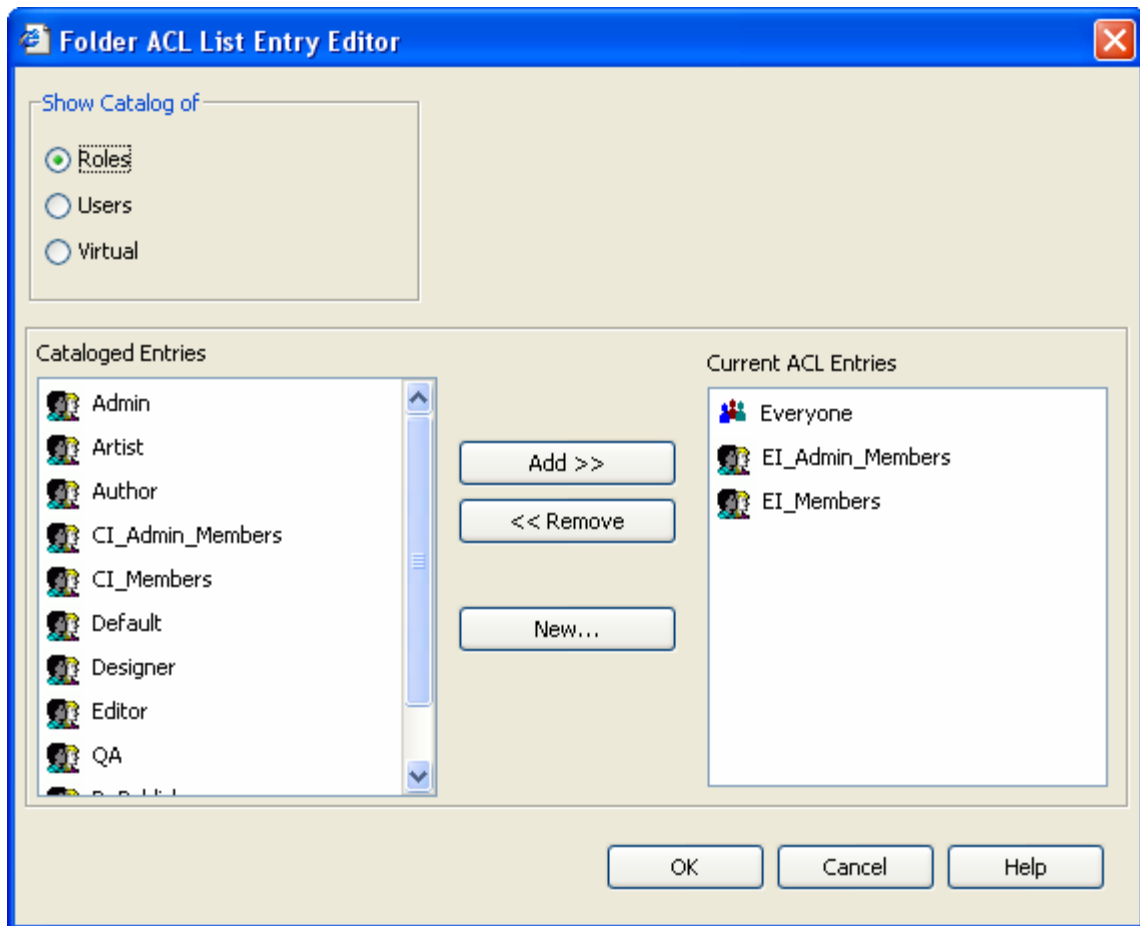 Folder ACL List Entry Editor
Show Catalog of
Roles
Users
Virtual
Cataloged Entries
Admin
Artist
Author
CI_Admin_Members
CI_Members
Default
Designer
Editor
QA
Add >>
<< Remove
New...
Current ACL Entries
Everyone
EI_Admin_Members
EI_Members
OK
Cancel
Help